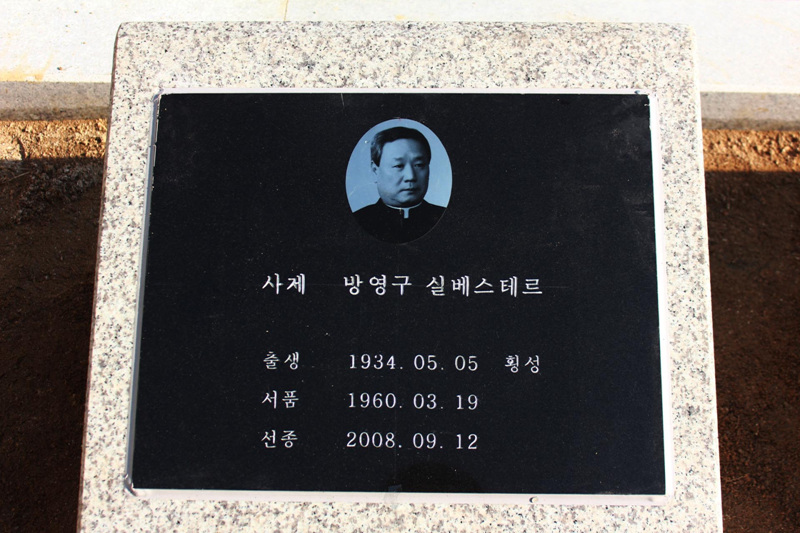 사제 방영구 실베스테르
출생 1934. 05. 05 횡성
서품 1960. 03. 19
선종 2008. 09. 12